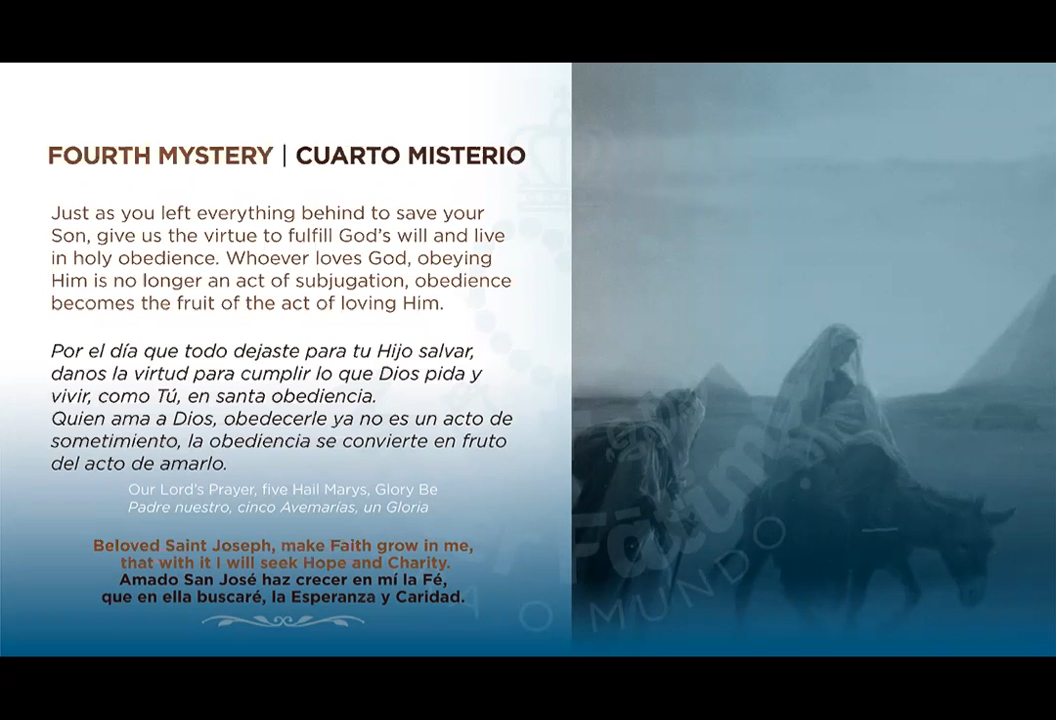 FOURTH MYSTERY | CUARTO MISTERIO
Just as you left everything behind to save your
Son, give us the virtue to fulfill God's will and live
in holy obedience. Whoever loves God, obeying
Him is no longer an act of subjugation, obedience
becomes the fruit of the act of loving Him.
Por el día que todo dejaste para tu Hijo salvar,
danos la virtud para cumplir lo que Dios pida y
vivir, como Tú, en santa obediencia.
Quien ama a Dios, obedecerle ya no es un acto de
sometimiento, la obediencia se convierte en fruto
del acto de amarlo.
Our Lord's Prayer, five Hail Marys, Glory Be
Padre nuestro, cinco Avemarías, un Gloria
Beloved Saint Joseph, make Faith grow in me,
that with it I will seek Hope and Charity.
Amado San José haz crecer en mí la Fé,
que en ella buscaré, la Esperanza y Caridad.
O MUNDO